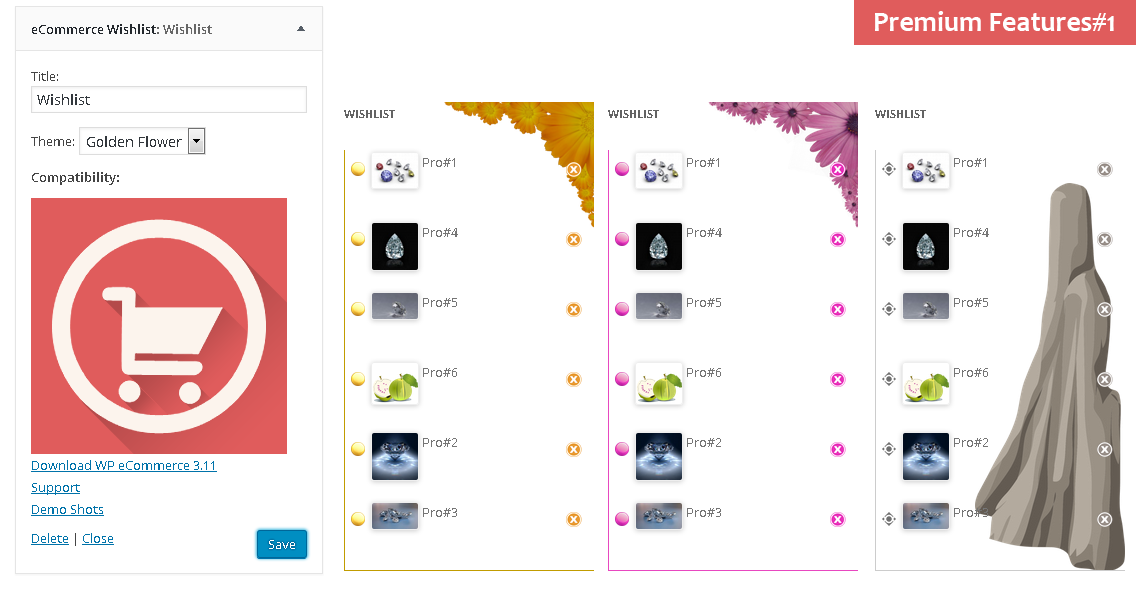 Premium Features#1
eCommerce Wishlist: Wishlist
Title:
Wishlist
Theme: Golden Flower
Compatibility:
Download WP eCommerce 3.11
Support
Demo Shots
Delete | Close
Save
WISHLIST
Pro#1
Pro#4
Pro#5
Pro#6
Pro#2
Pro#3
WISHLIST
Pro#1
Pro#4
Pro#5
Pro#6
Pro#2
Pro#3
WISHLIST
Pro#1
Pro#4
Pro#5
Pro#6
Pro#2
Pro#3